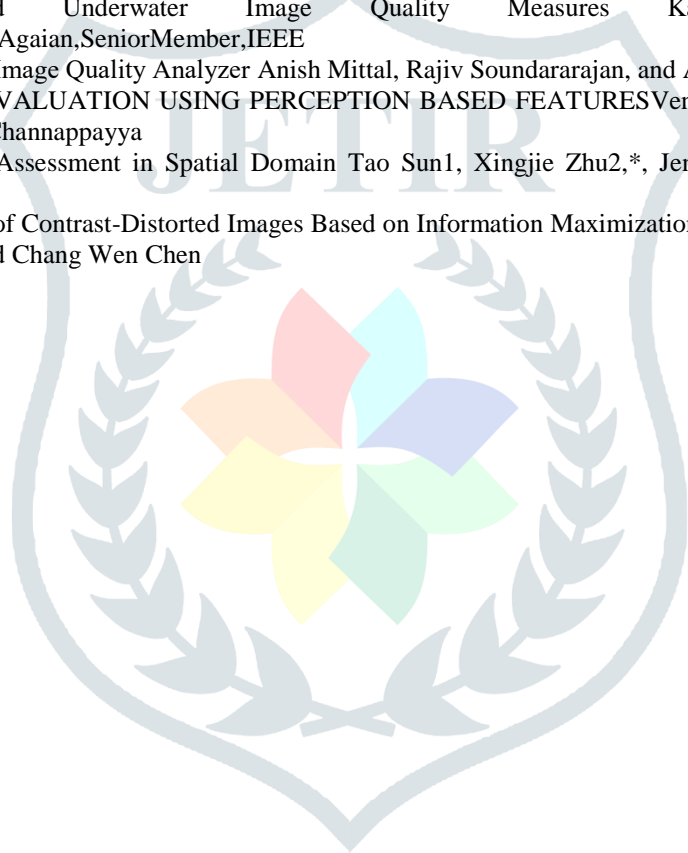 Underwater Image Quality Measures
Agaian,SeniorMember,IEEE
Image Quality Analyzer Anish Mittal, Rajiv Soundararajan, and
VALUATION USING PERCEPTION BASED FEATURESVen
Channappayya
Assessment in Spatial Domain Tao Sun1, Xingjie Zhu2,*, Jer
JETIR
of Contrast-Distorted Images Based on Information Maximization
d Chang Wen Chen